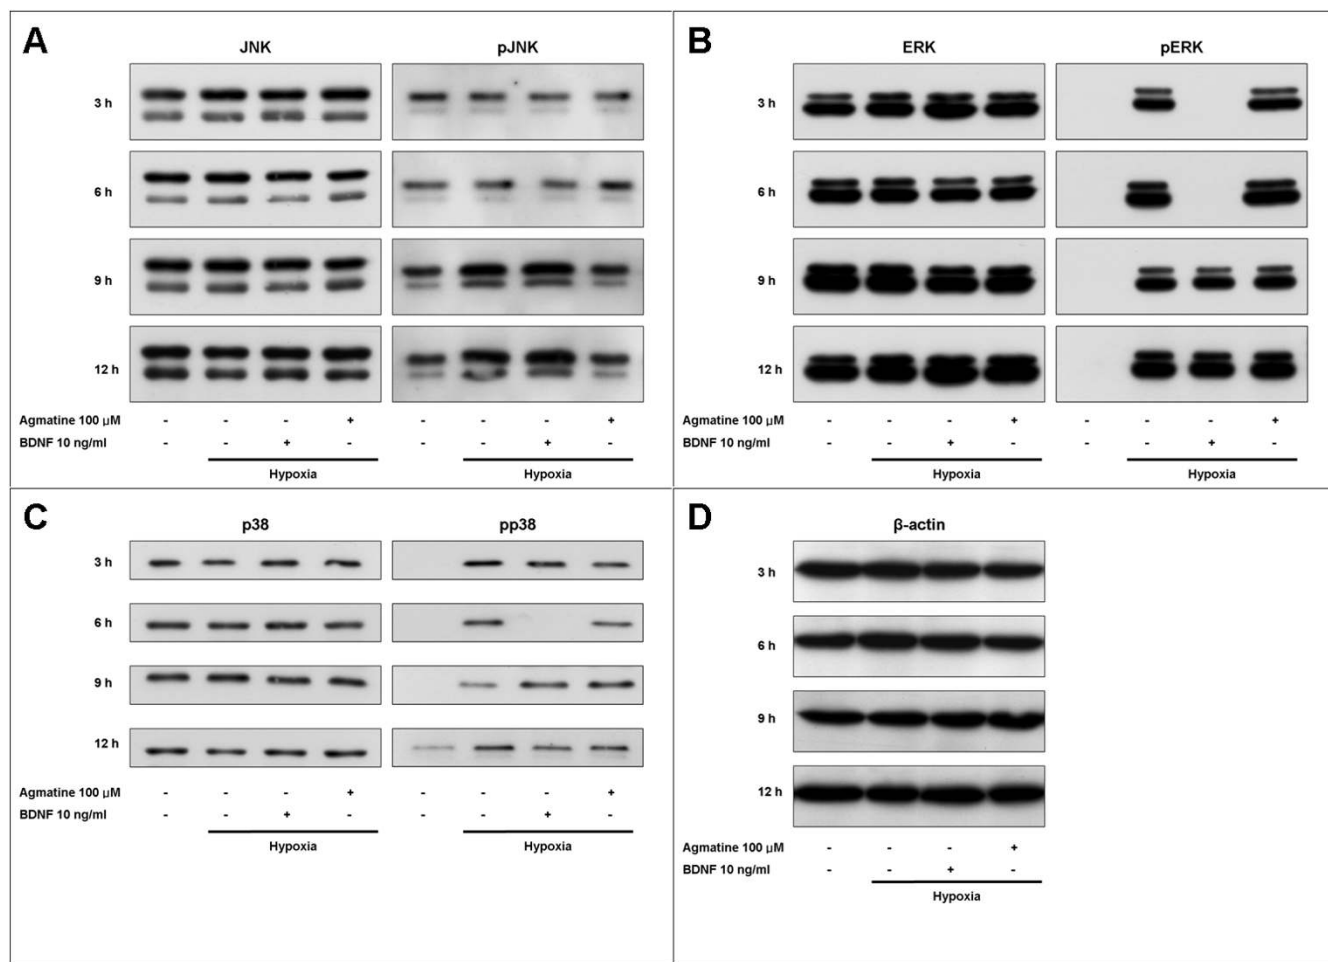 A
JNK pJNK
3 h
6 h
9 h
12 h
Agmatine 100 µM - - - + - - - +
BDNF 10 ng/ml - - + - - - + -
Hypoxia Hypoxia
B
ERK pERK
3 h
6 h
9 h
12 h
Agmatine 100 µM - - - + - - - +
BDNF 10 ng/ml - - + - - - + -
Hypoxia Hypoxia
C
p38 pp38
3 h
6 h
9 h
12 h
Agmatine 100 µM - - - + - - - +
BDNF 10 ng/ml - - + - - - + -
Hypoxia Hypoxia
D
β-actin
3 h
6 h
9 h
12 h
Agmatine 100 µM - - - +
BDNF 10 ng/ml - - + -
Hypoxia